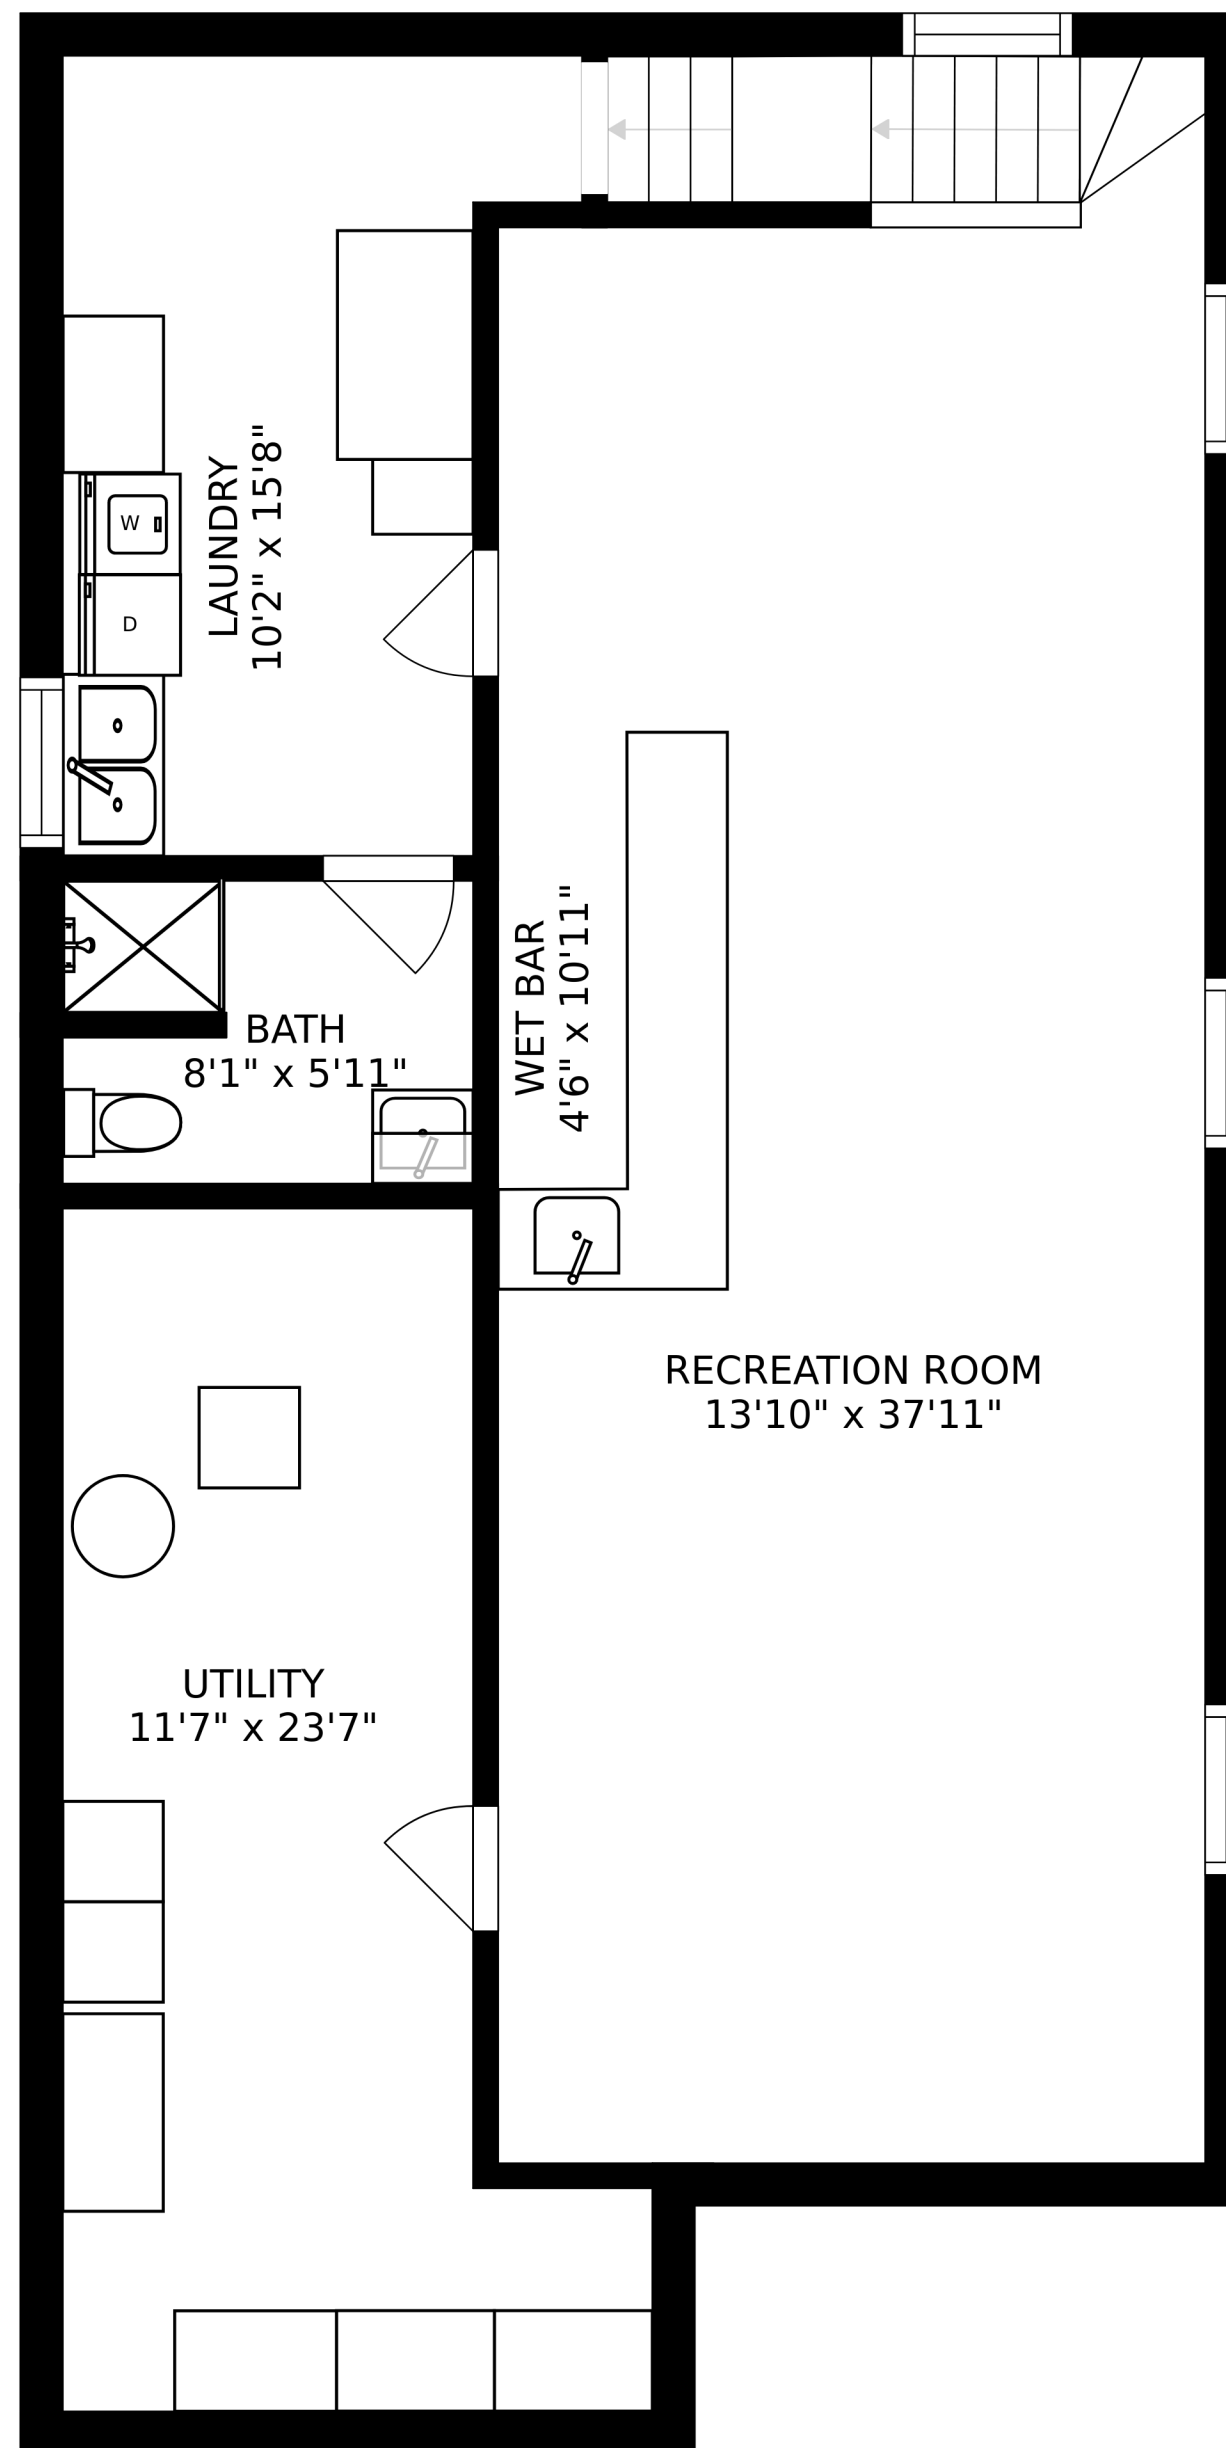 LAUNDRY
10'2" x 15'8"
W
D
BATH
8'1" x 5'11"
WET BAR
4'6" x 10'11"
RECREATION ROOM
13'10" x 37'11"
UTILITY
11'7" x 23'7"